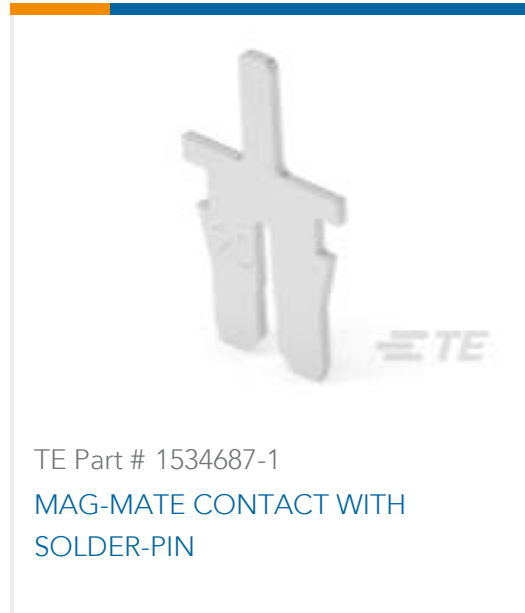 TE
TE Part # 1534687-1
MAG-MATE CONTACT WITH
SOLDER-PIN